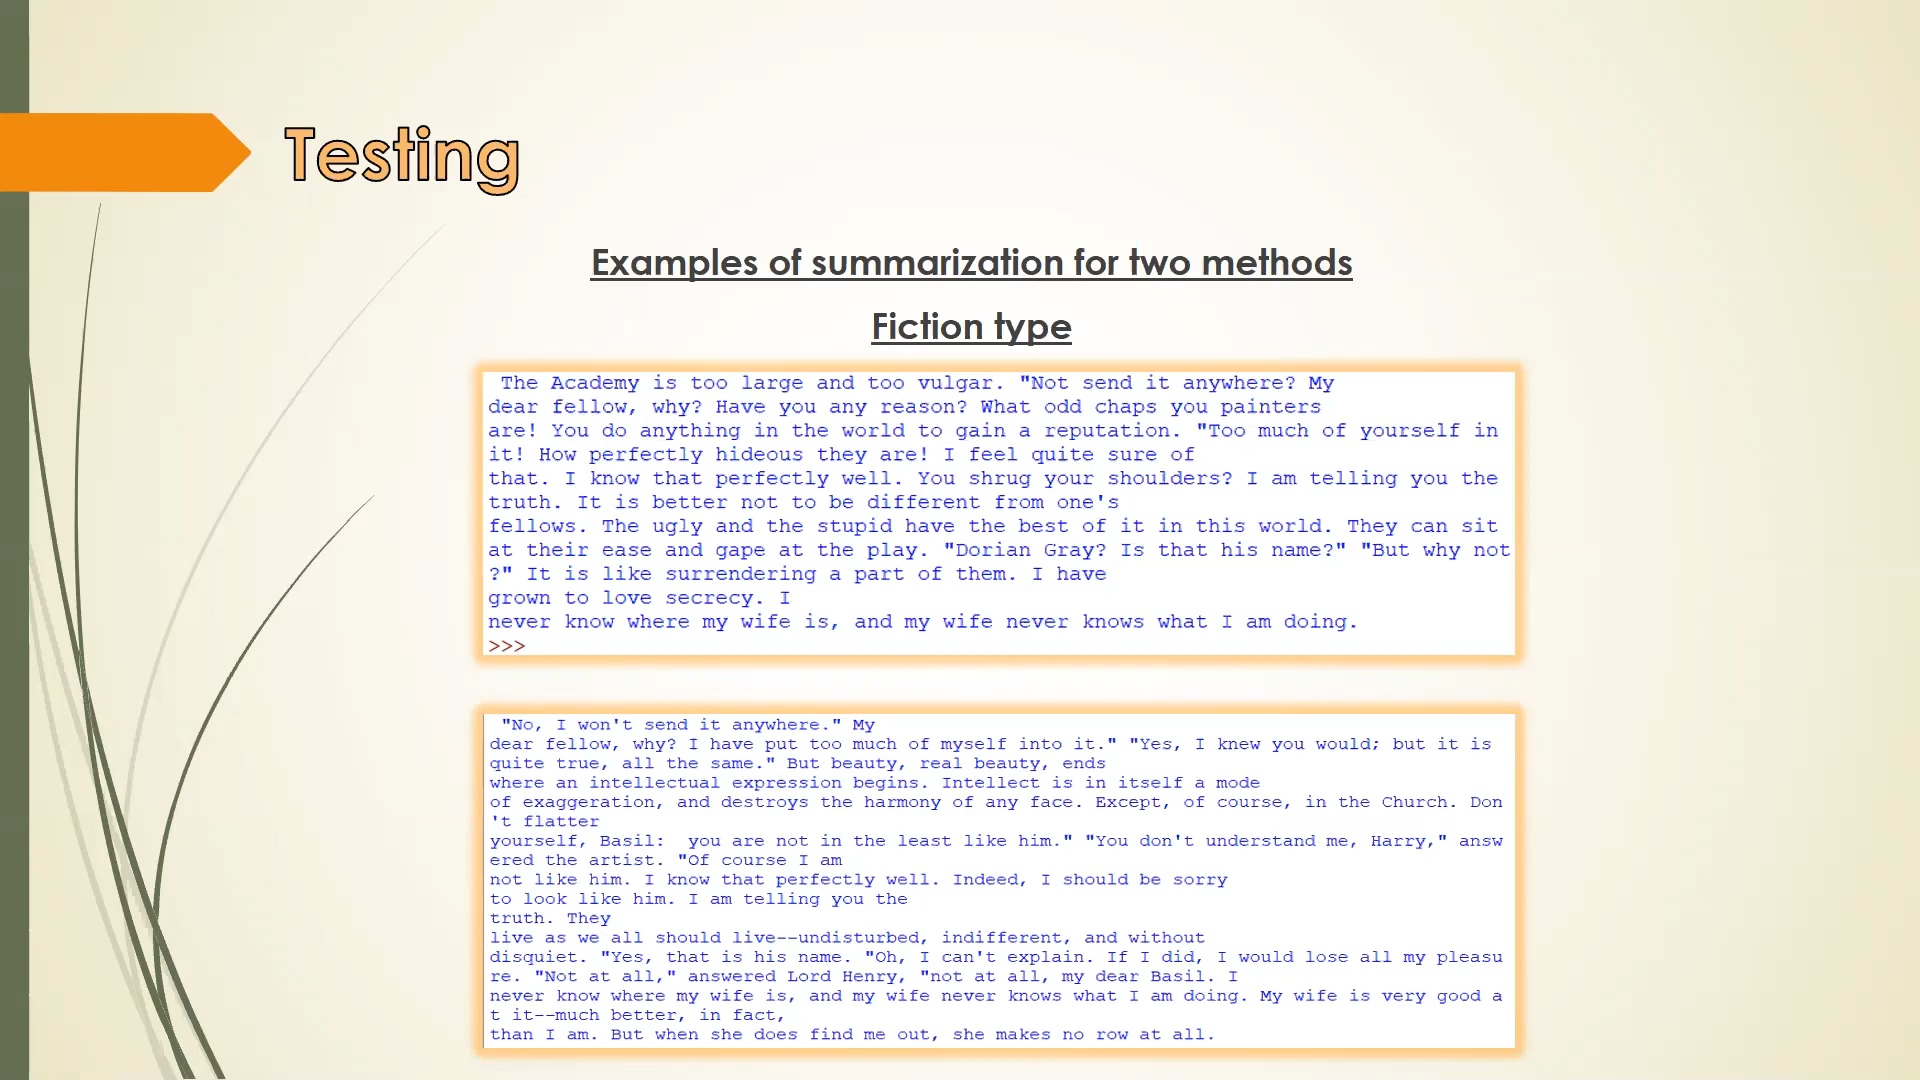 Testing
Examples of summarization for two methods
Fiction type
The Academy is too large and too vulgar. "Not send it anywhere? My
dear fellow, why? Have you any reason? What odd chaps you painters
are! You do anything in the world to gain a reputation. "Too much of yourself in
it! How perfectly hideous they are! I feel quite sure of
that. I know that perfectly well. You shrug your shoulders? I am telling you the
truth. It is better not to be different from one's
fellows. The ugly and the stupid have the best of it in this world. They can sit
at their ease and gape at the play. "Dorian Gray? Is that his name?" "But why not
?" It is like surrendering a part of them. I have
grown to love secrecy. I
never know where my wife is, and my wife never knows what I am doing.
>>>
"No, I won't send it anywhere." My
dear fellow, why? I have put too much of myself into it." "Yes, I knew you would; but it is
quite true, all the same." But beauty, real beauty, ends
where an intellectual expression begins. Intellect is in itself a mode
of exaggeration, and destroys the harmony of any face. Except, of course, in the Church. Don
't flatter
yourself, Basil:  you are not in the least like him." "You don't understand me, Harry," answ
ered the artist. "Of course I am
not like him. I know that perfectly well. Indeed, I should be sorry
to look like him. I am telling you the
truth. They
live as we all should live--undisturbed, indifferent, and without
disquiet. "Yes, that is his name. "Oh, I can't explain. If I did, I would lose all my pleasu
re. "Not at all," answered Lord Henry, "not at all, my dear Basil. I
never know where my wife is, and my wife never knows what I am doing. My wife is very good a
t it--much better, in fact,
than I am. But when she does find me out, she makes no row at all.